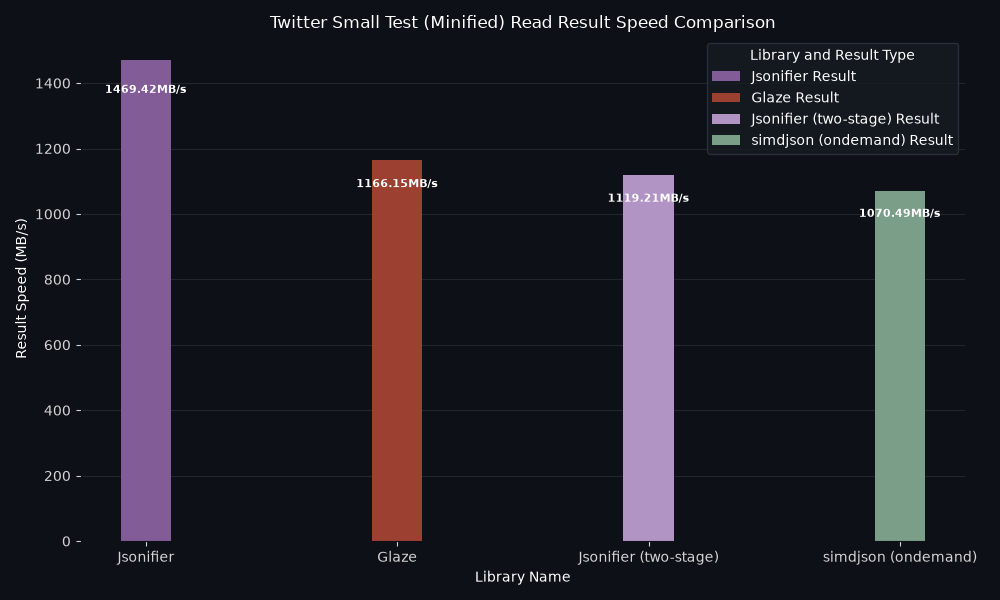 Twitter Small Test (Minified) Read Result Speed Comparison
Library and Result Type
Jsonifier Result
Glaze Result
Jsonifier (two-stage) Result
simdjson (ondemand) Result
1469.42MB/s
1166.15MB/s
1119.21MB/s
1070.49MB/s
Result Speed (MB/s)
1400
1200
1000
800
600
400
200
0
Jsonifier
Glaze
Jsonifier (two-stage)
simdjson (ondemand)
Library Name